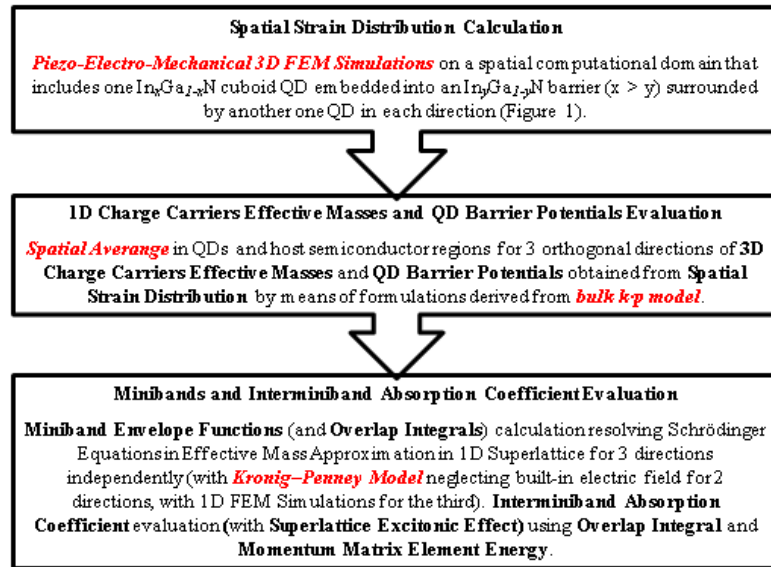 Spatial Strain Distribution Calculation
Piezo-Electro-Mechanical 3D FEM Simulations on a spatial computational domain that
includes one InxGa1-xN cuboid QD embedded into an InyGa1-yN barrier (x > y) surrounded
by another one QD in each direction (Figure 1).
1D Charge Carriers Effective Masses and QD Barrier Potentials Evaluation
Spatial Averange in QDs and host semiconductor regions for 3 orthogonal directions of 3D
Charge Carriers Effective Masses and QD Barrier Potentials obtained from Spatial
Strain Distribution by means of formulations derived from bulk k·p model.
Minibands and Interminiband Absorption Coefficient Evaluation
Miniband Envelope Functions (and Overlap Integrals) calculation resolving Schrödinger
Equations in Effective Mass Approximation in 1D Superlattice for 3 directions
independently (with Kronig–Penney Model neglecting built-in electric field for 2
directions, with 1D FEM Simulations for the third). Interminiband Absorption
Coefficient evaluation (with Superlattice Excitonic Effect) using Overlap Integral and
Momentum Matrix Element Energy.